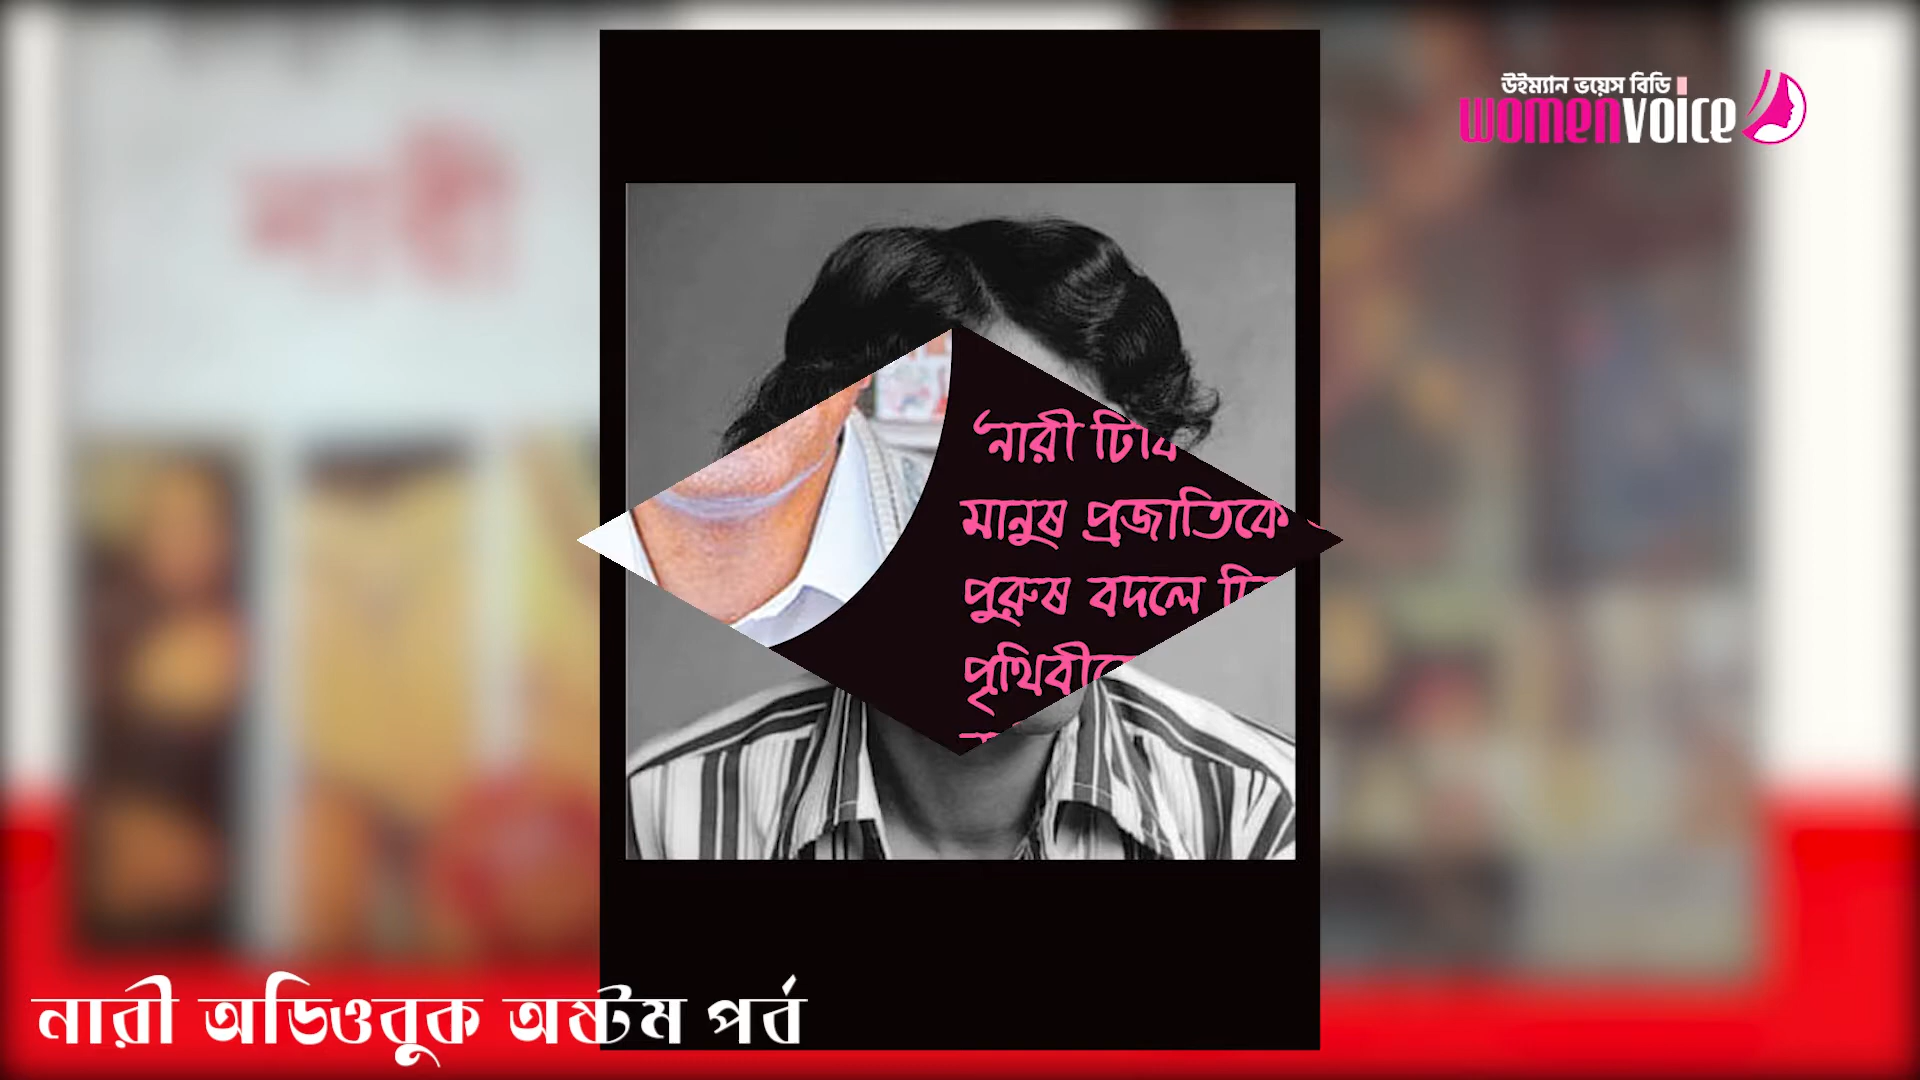 উইম্যান ভয়েস বিডি
womenvoice
‘নারী টিকি
মানুষ প্রজাতিকে
পুরুষ বদলে দি
পৃথিবীকে
নারী অডিওবুক অষ্টম পর্ব